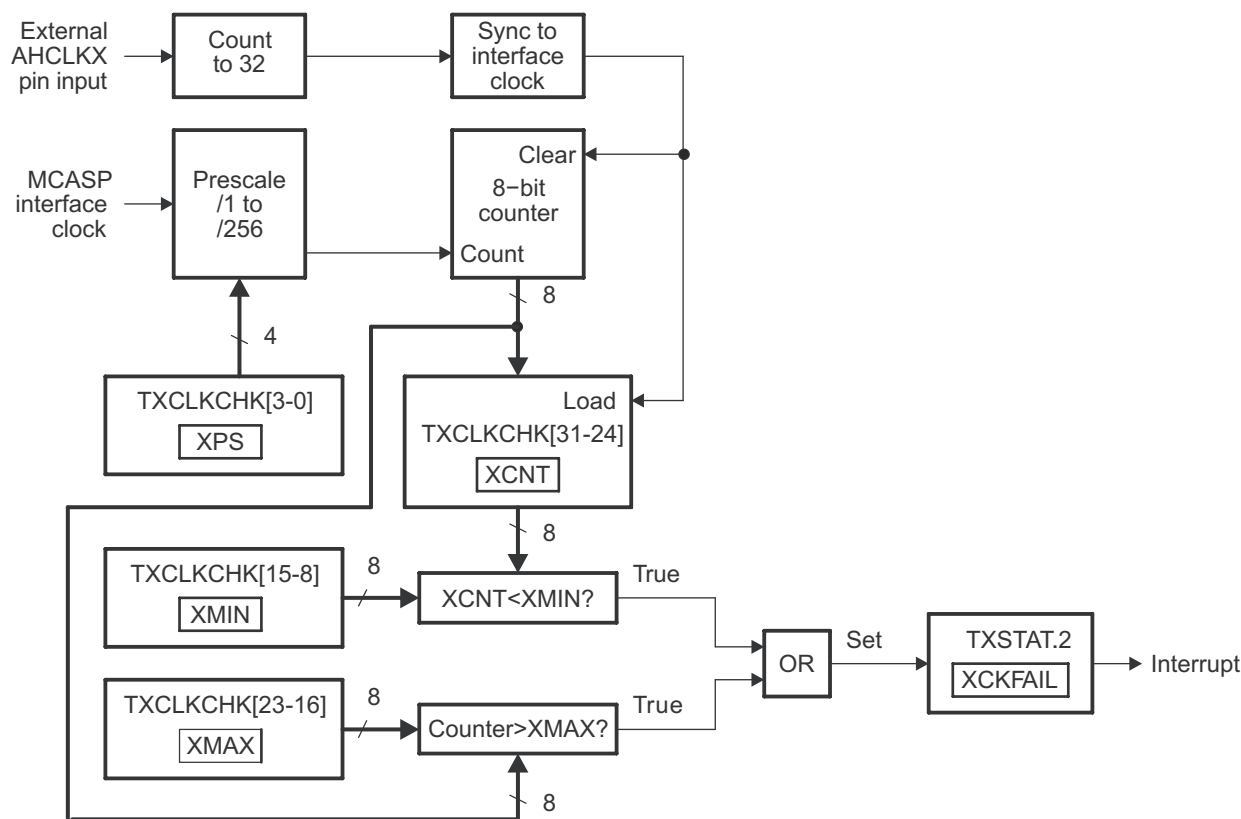 External
AHCLKX
pin input
Count
to 32
Sync to
interface
clock
MCASP
interface
clock
Prescale
/1 to
/256
Clear
8−bit
counter
Count
8
4
TXCLKCHK[3-0]
XPS
Load
TXCLKCHK[31-24]
XCNT
8
TXCLKCHK[15-8]
XMIN
8
XCNT<XMIN?
True
TXCLKCHK[23-16]
XMAX
8
Counter>XMAX?
True
8
OR
Set
TXSTAT.2
XCKFAIL
Interrupt